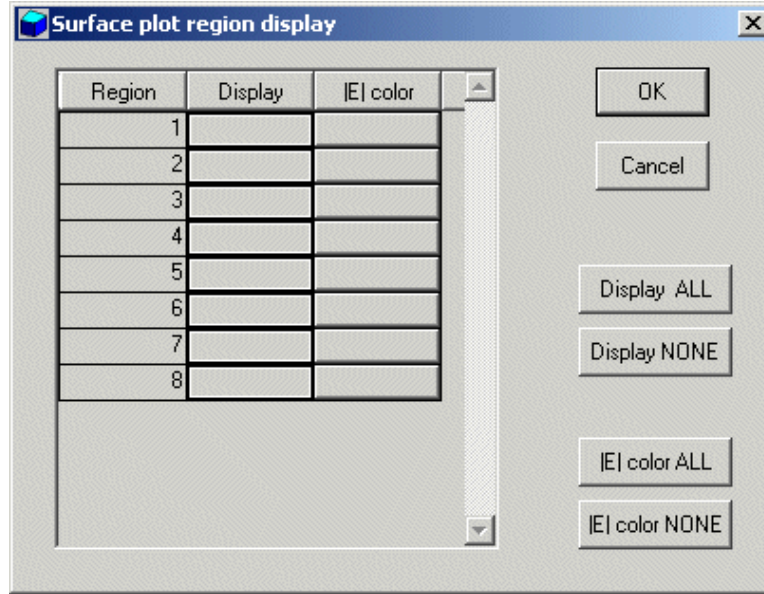 Surface plot region display
Region Display |E| color
1
2
3
4
5
6
7
8
OK
Cancel
Display ALL
Display NONE
|E| color ALL
|E| color NONE